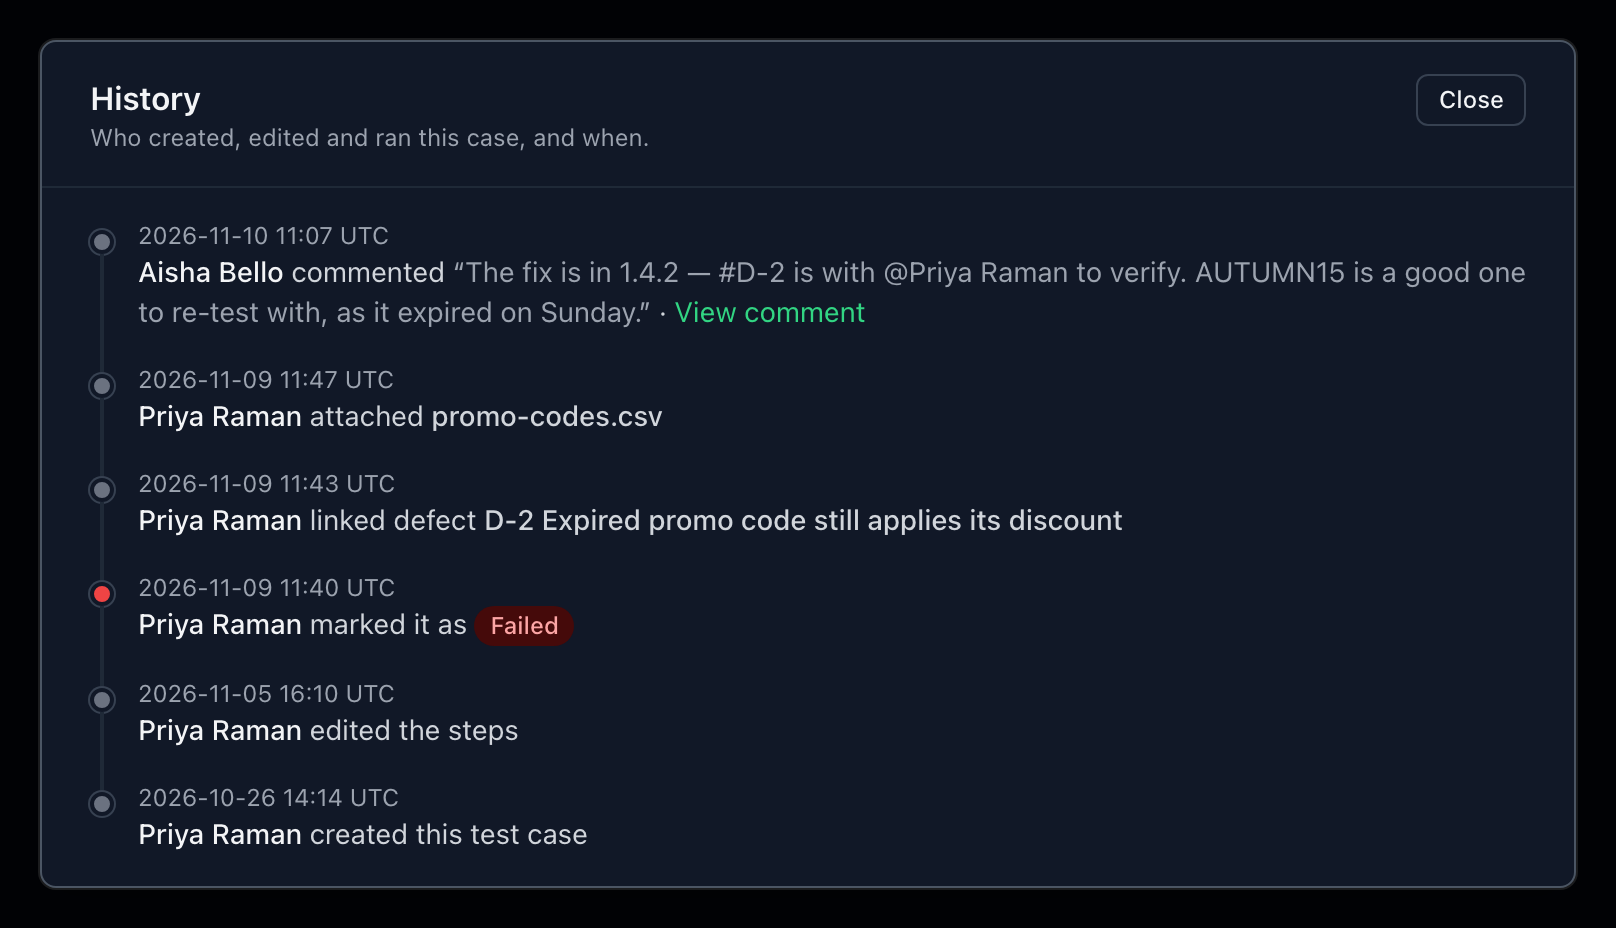 History
Close
Who created, edited and ran this case, and when.
2026-11-10 11:07 UTC
Aisha Bello commented “The fix is in 1.4.2 — #D-2 is with @Priya Raman to verify. AUTUMN15 is a good one
to re-test with, as it expired on Sunday.” · View comment
2026-11-09 11:47 UTC
Priya Raman attached promo-codes.csv
2026-11-09 11:43 UTC
Priya Raman linked defect D-2 Expired promo code still applies its discount
2026-11-09 11:40 UTC
Priya Raman marked it as Failed
2026-11-05 16:10 UTC
Priya Raman edited the steps
2026-10-26 14:14 UTC
Priya Raman created this test case